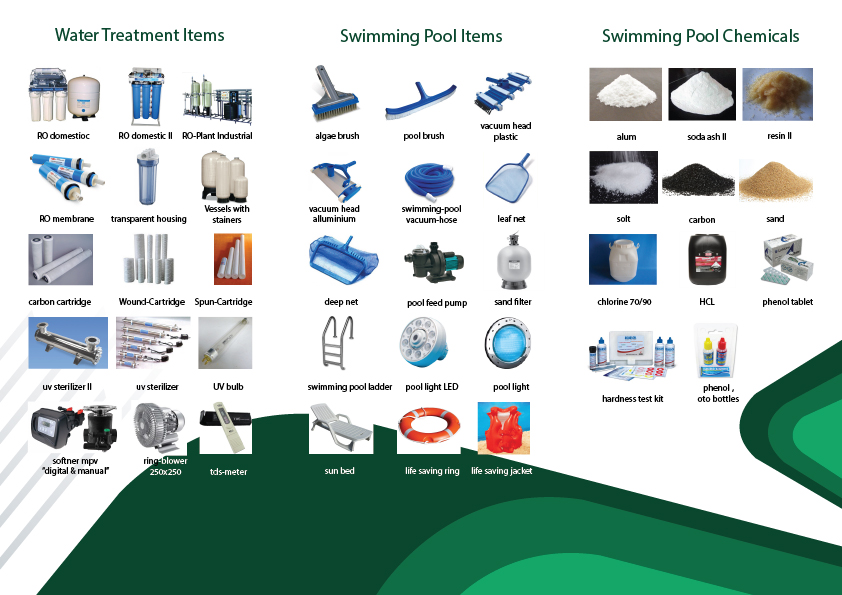 Water Treatment Items
RO domestioc
RO domestic II
RO-Plant Industrial
RO membrane
transparent housing
Vessels with
stainers
carbon cartridge
Wound-Cartridge
Spun-Cartridge
uv sterilizer II
uv sterilizer
UV bulb
softner mpv
"digital & manual"
ring-blower
250x250
tds-meter
Swimming Pool Items
algae brush
pool brush
vacuum head
plastic
vacuum head
alluminium
swimming-pool
vacuum-hose
leaf net
deep net
pool feed pump
sand filter
swimming pool ladder
pool light LED
pool light
sun bed
life saving ring
life saving jacket
Swimming Pool Chemicals
alum
soda ash II
resin II
solt
carbon
sand
chlorine 70/90
HCL
phenol tablet
hardness test kit
phenol ,
oto bottles